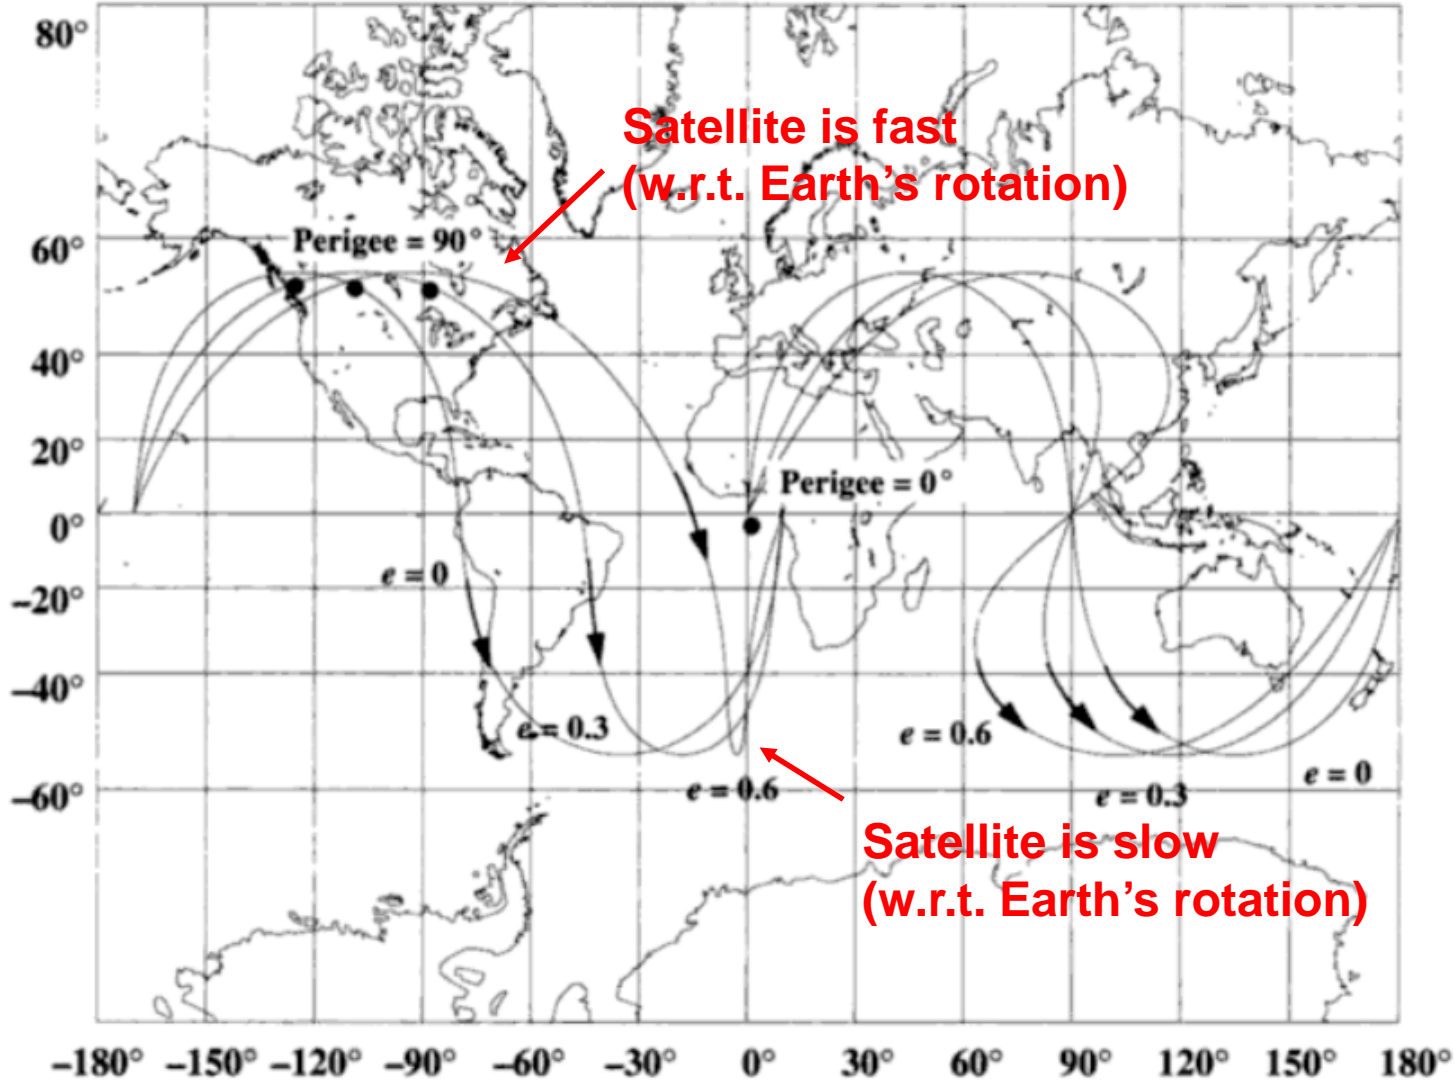 80°
Satellite is fast
(w.r.t. Earth's rotation)
Perigee = 90°
60°
40°
20°
Perigee = 0°
0°
e = 0
−20°
−40°
e = 0.3
e = 0.6
e = 0
e = 0.6
e = 0.3
−60°
Satellite is slow
(w.r.t. Earth's rotation)
−180° −150° −120° −90° −60° −30° 0° 30° 60° 90° 120° 150° 180°